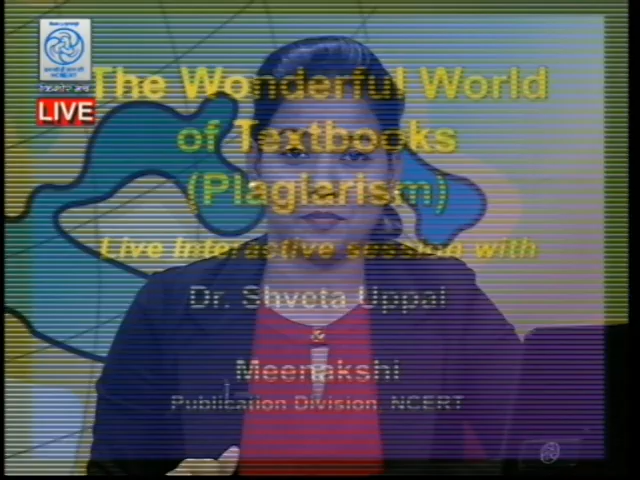 LIVE
The Wonderful World
of Textbooks
(Plagiarism)
Live Interactive session with
Dr. Shveta Uppal
&
Meenakshi
Publication Division, NCERT